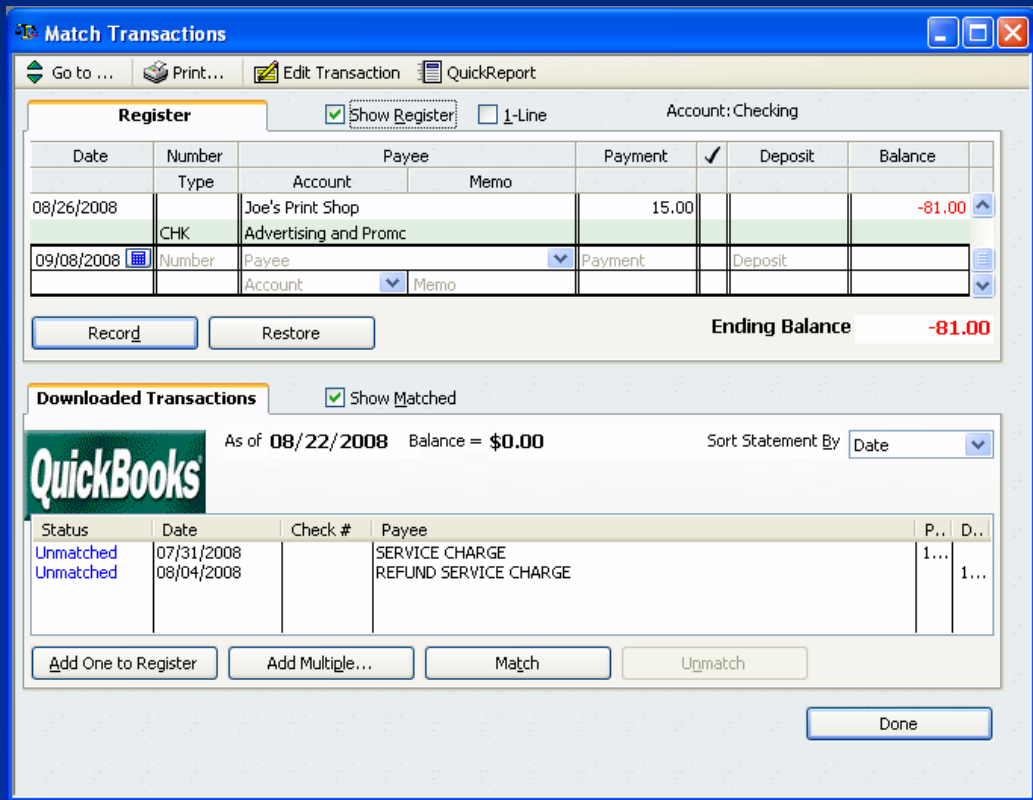 Match Transactions
Go to ... Print... Edit Transaction QuickReport
Register Show Register 1-Line Account: Checking
Date Number Payee Payment ✓ Deposit Balance
Type Account Memo
08/26/2008 Joe's Print Shop 15.00 -81.00
CHK Advertising and Promc
09/08/2008 Number Payee Payment Deposit
Account Memo
Record Restore Ending Balance -81.00
Downloaded Transactions Show Matched
As of 08/22/2008 Balance = $0.00 Sort Statement By Date
QuickBooks
Status Date Check # Payee P.. D..
Unmatched 07/31/2008 SERVICE CHARGE 1...
Unmatched 08/04/2008 REFUND SERVICE CHARGE 1...
Add One to Register Add Multiple... Match Unmatch
Done